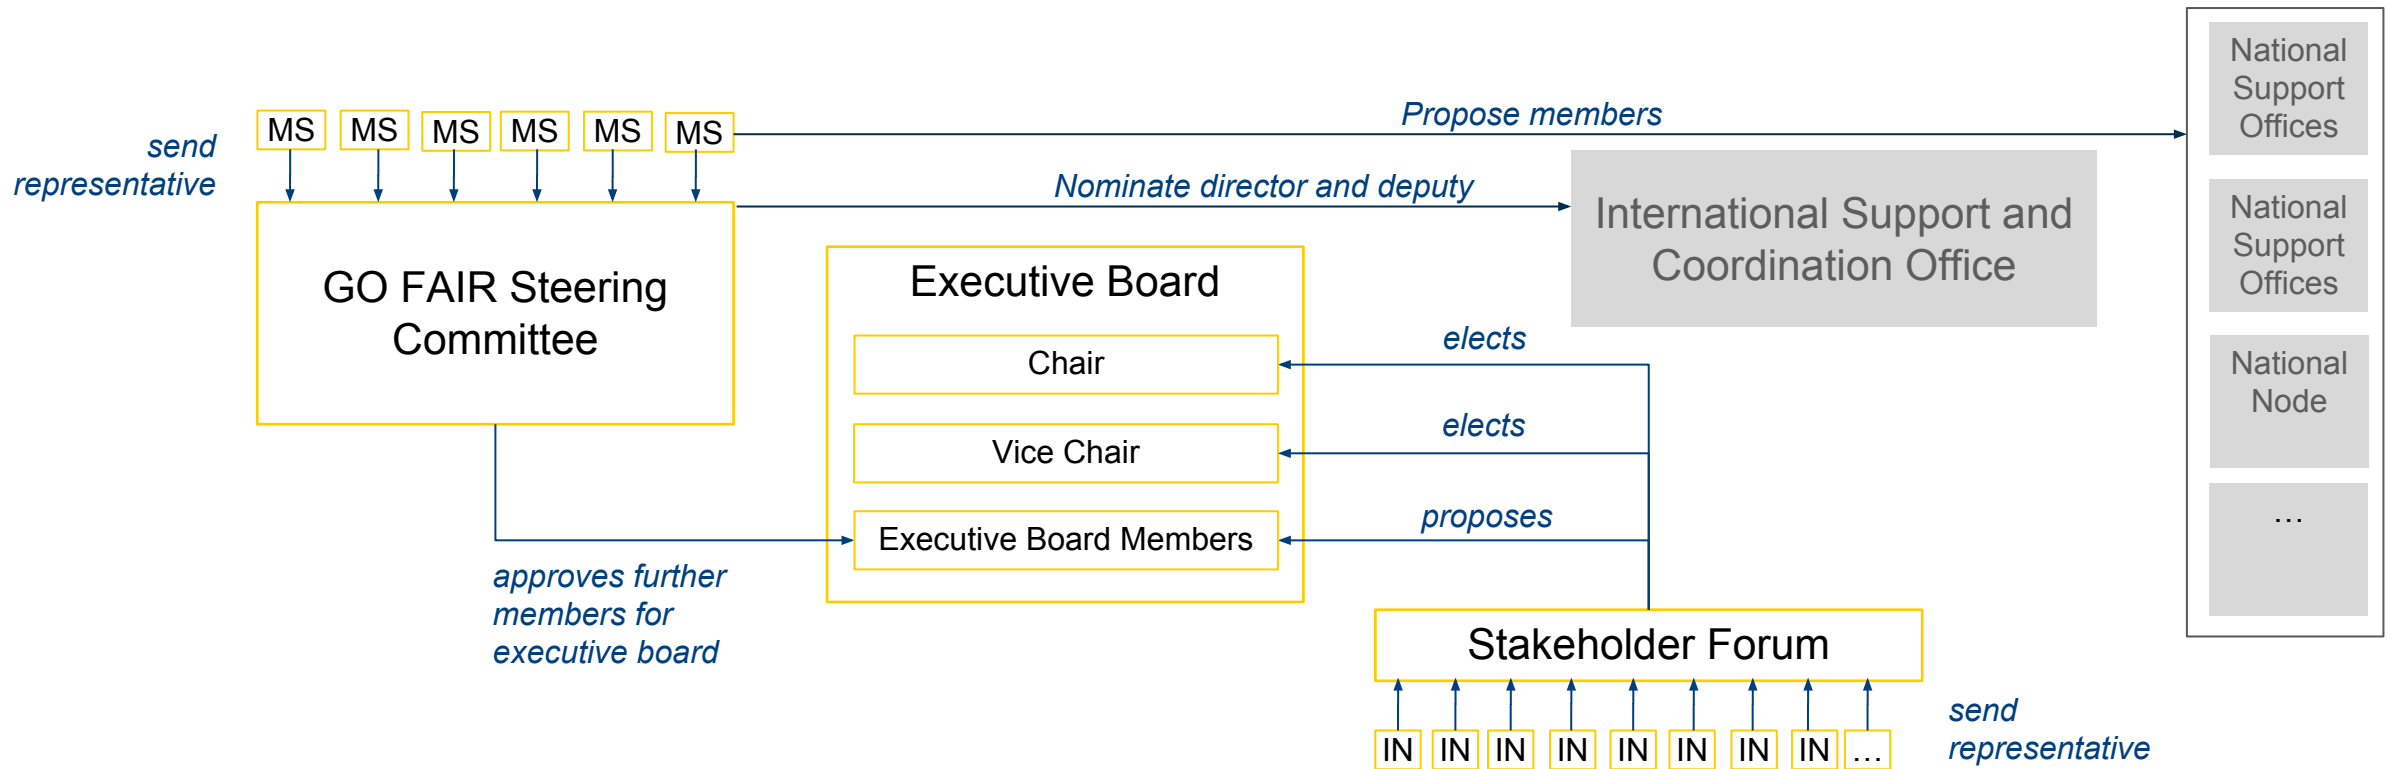 MS MS MS MS MS MS
send
representative
Propose members
Nominate director and deputy
GO FAIR Steering
Committee
Executive Board
Chair
Vice Chair
Executive Board Members
International Support and
Coordination Office
elects
elects
proposes
approves further
members for
executive board
Stakeholder Forum
IN IN IN IN IN IN IN IN ...
send
representative
National
Support
Offices
National
Support
Offices
National
Node
...